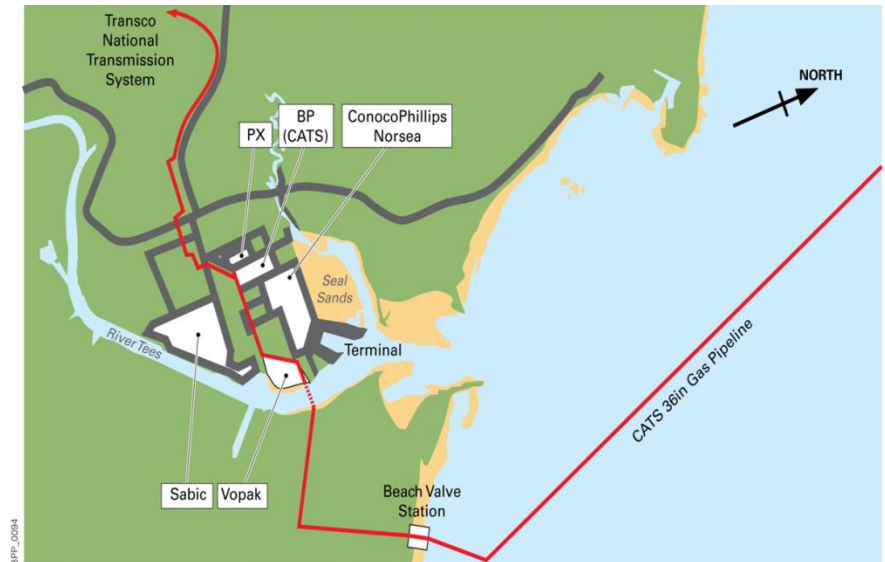 Transco
National
Transmission
System
NORTH
PX
BP
(CATS)
ConocoPhillips
Norsea
Seal
Sands
River Tees
Terminal
CATS 36in Gas Pipeline
Sabic
Vopak
Beach Valve
Station
BPP_0094